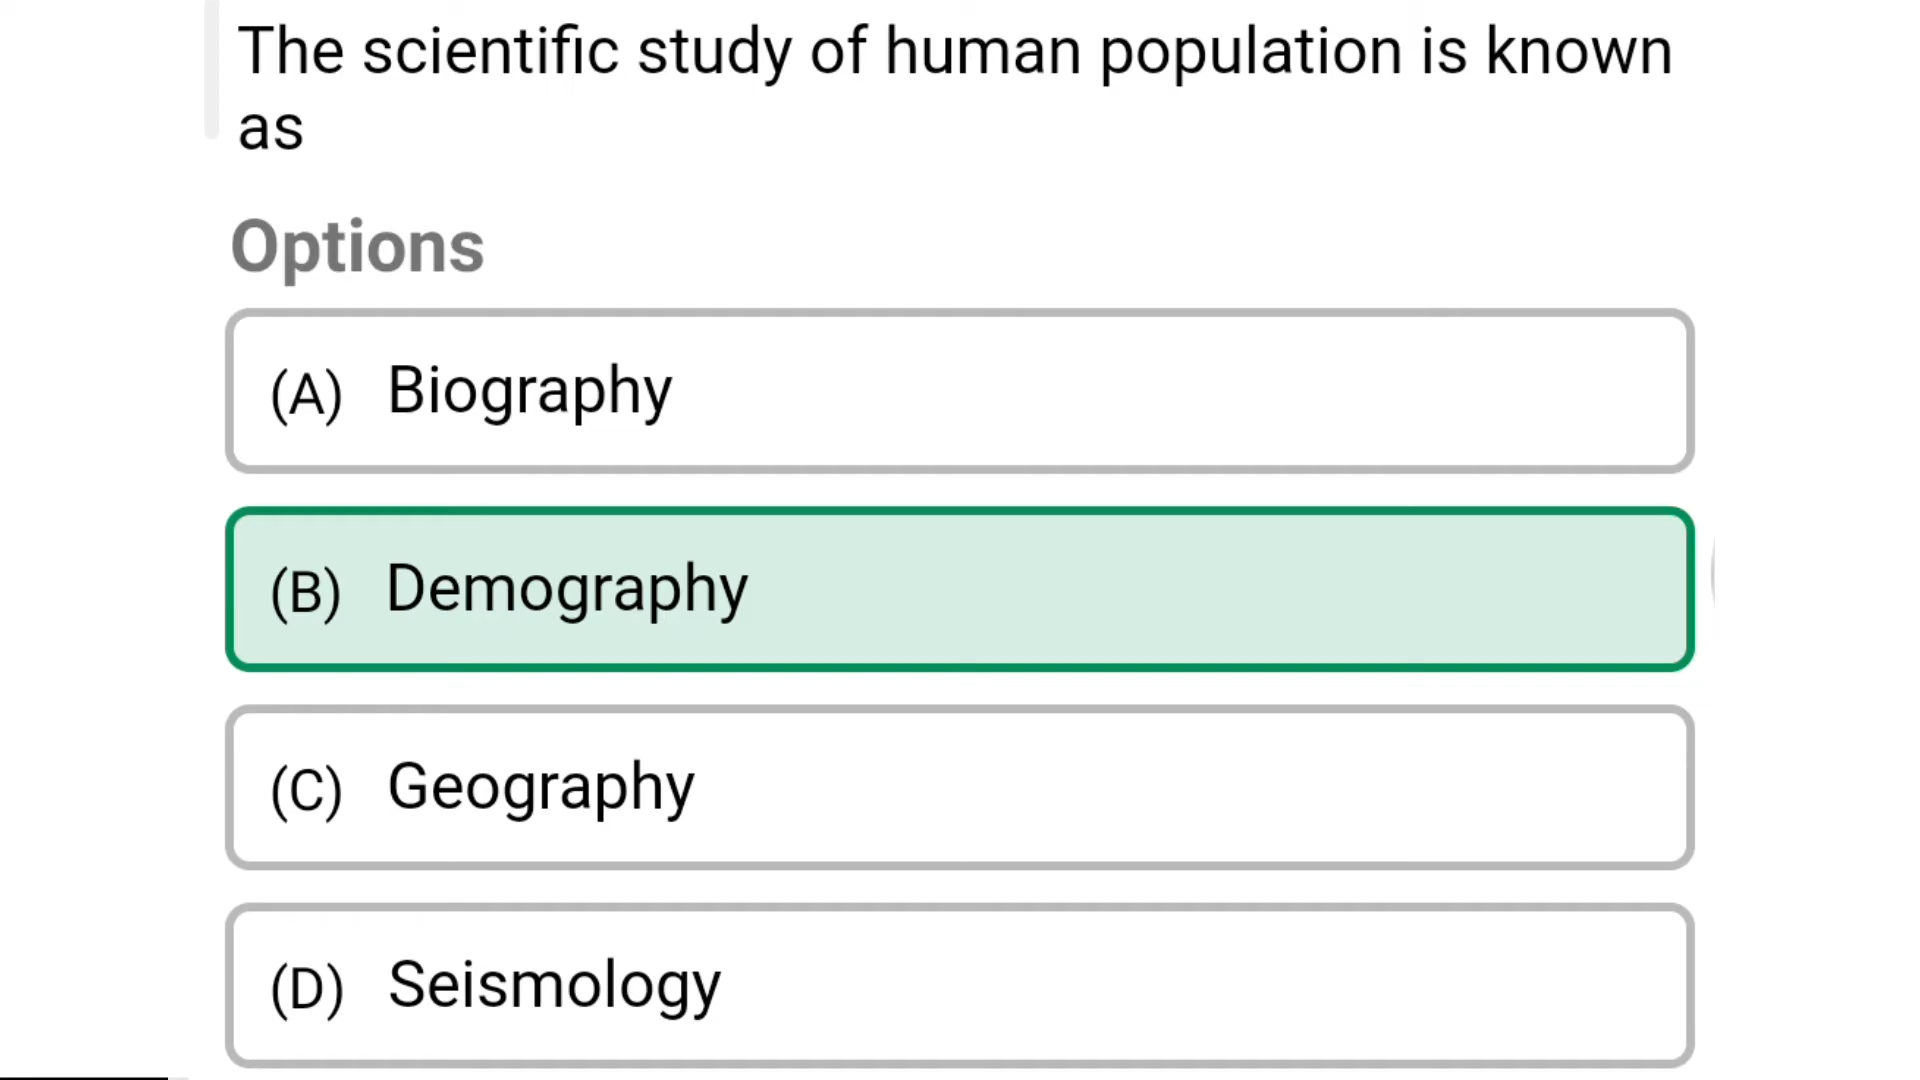 The scientific study of human population is known
as
Options
(A) Biography
(B) Demography
(C) Geography
(D) Seismology